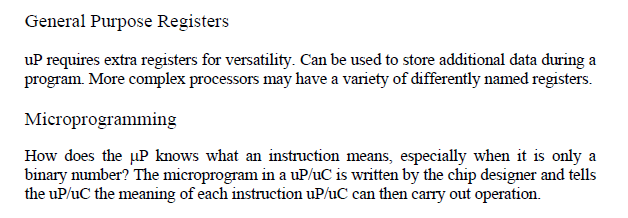 General Purpose Registers
uP requires extra registers for versatility. Can be used to store additional data during a
program. More complex processors may have a variety of differently named registers.
Microprogramming
How does the μP knows what an instruction means, especially when it is only a
binary number? The microprogram in a uP/uC is written by the chip designer and tells
the uP/uC the meaning of each instruction uP/uC can then carry out operation.